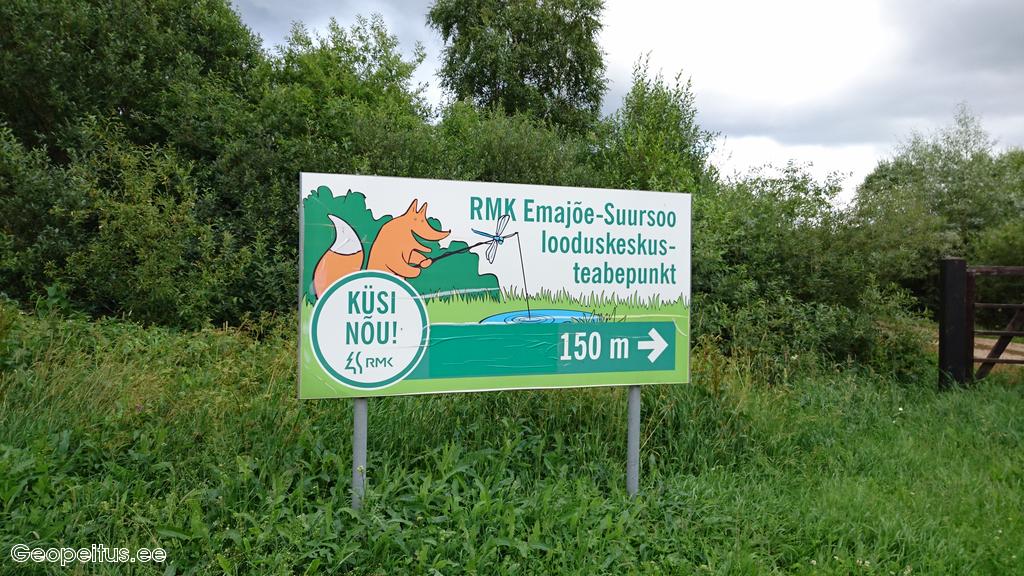 RMK Emajõe-Suursoo
looduskeskus-
teabepunkt
KÜSI
NÕU!
RMK
150 m →
Geopeitus.ee